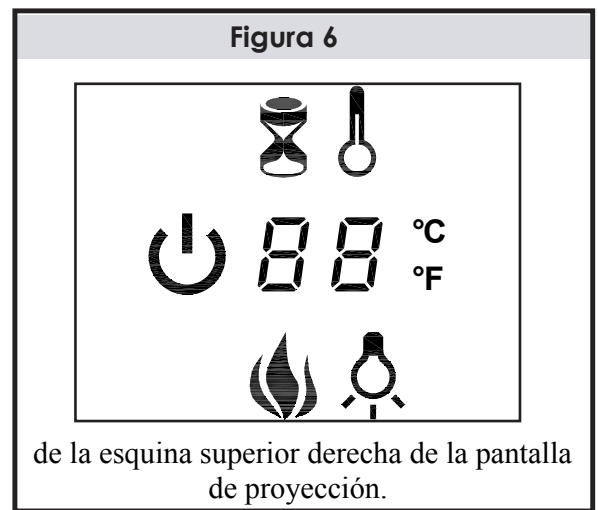 Figura 6
88 °C
°F
de la esquina superior derecha de la pantalla
de proyección.